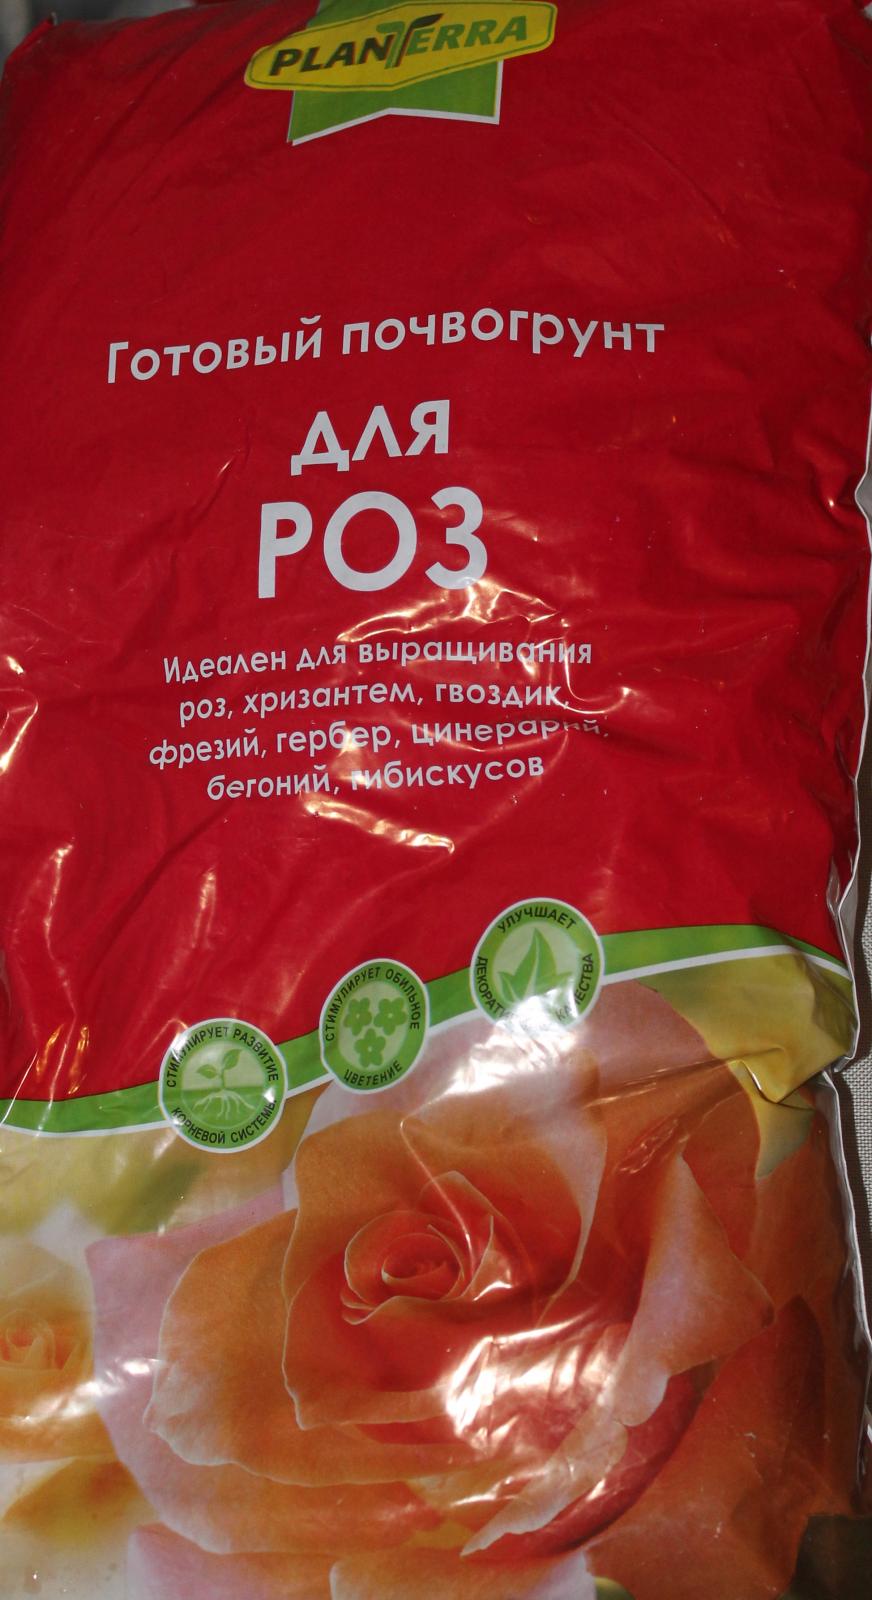 PLANTERRA
Готовый почвогрунт
для
РОЗ
Идеален для выращивания
роз, хризантем, гвоздик,
фрезий, гербер, цинерарий,
бегоний, гибискусов
УЛУЧШАЕТ
КАЧЕСТВА
СТИМУЛИРУЕТ ОБИЛЬНОЕ
ЦВЕТЕНИЕ
СТИМУЛИРУЕТ РАЗВИТИЕ
КОРНЕВОЙ СИСТЕМЫ